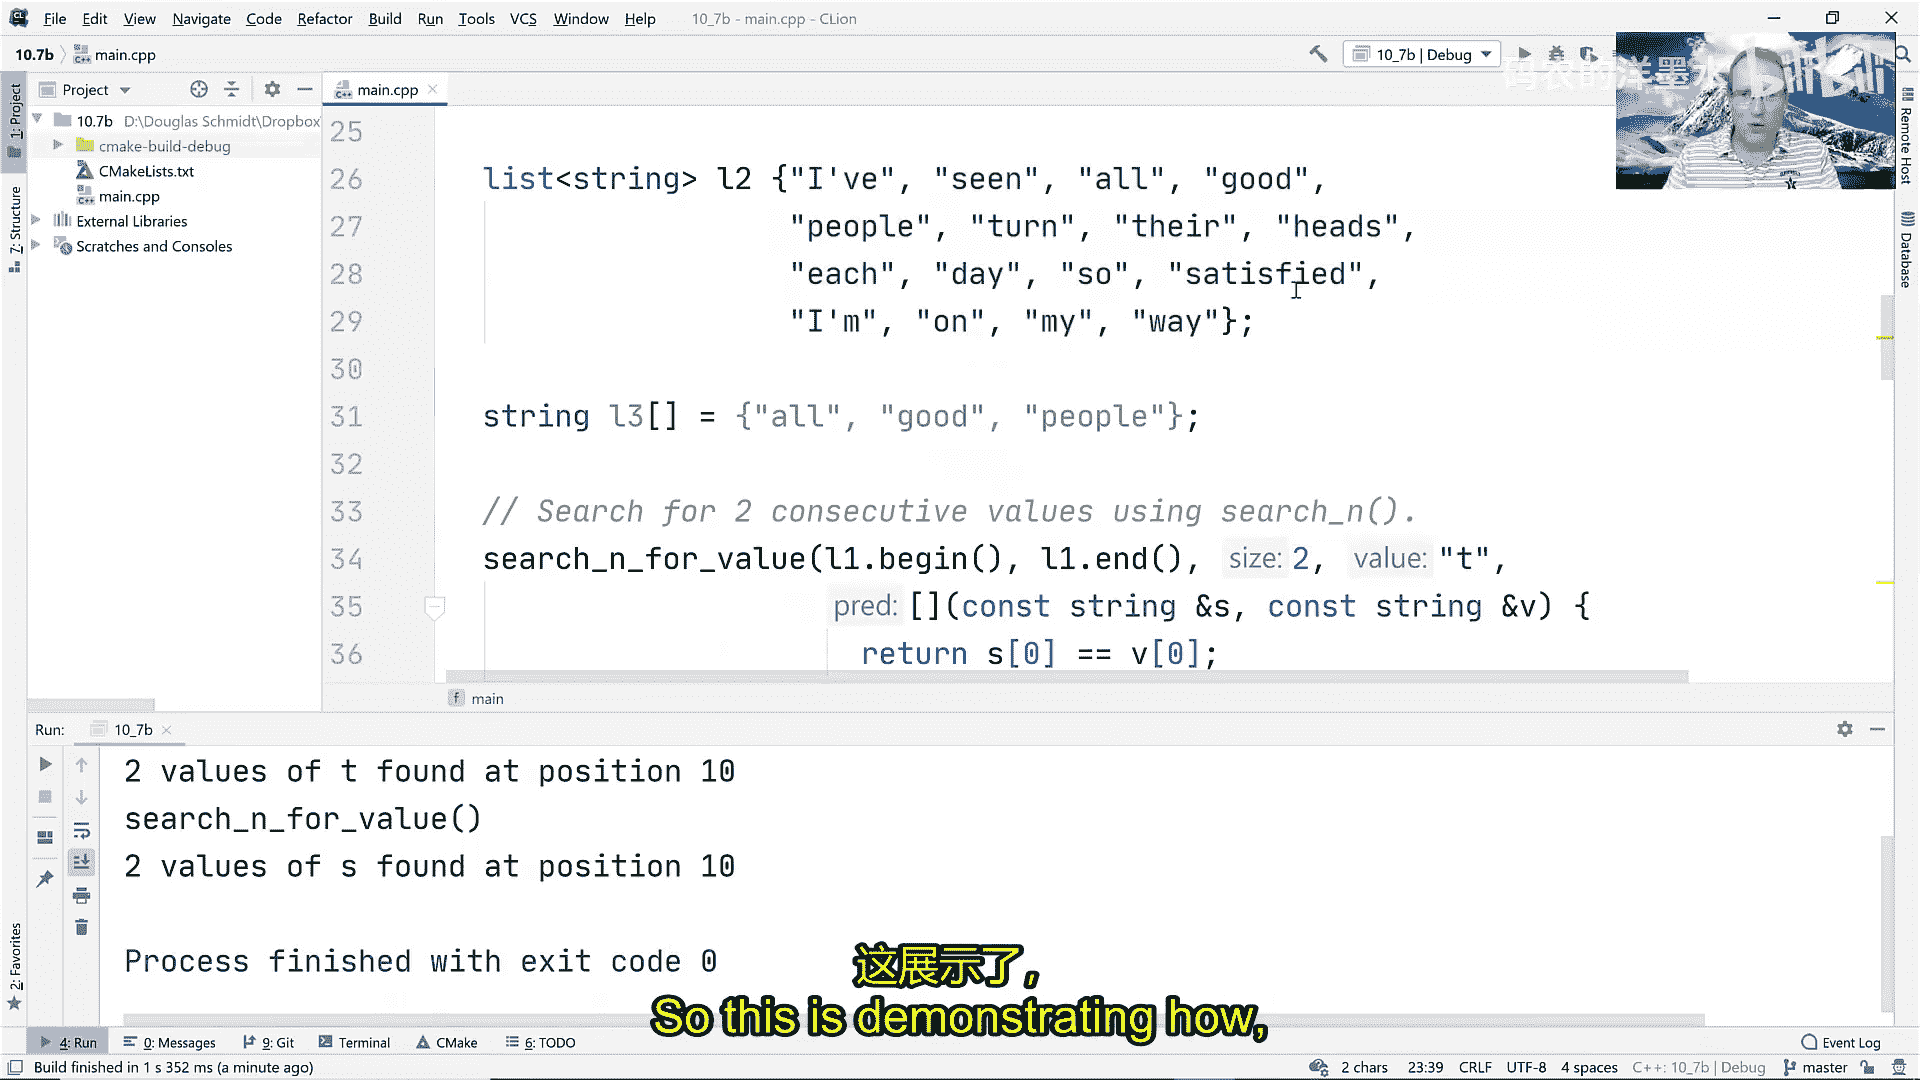 File Edit View Navigate Code Refactor Build Run Tools VCS Window Help 10_7b - main.cpp - CLion
10.7b main.cpp
10_7b | Debug
码农的洋墨水 bilibili
Project
main.cpp
1: Project
7: Structure
2: Favorites
10.7b D:\Douglas Schmidt\Dropbox
cmake-build-debug
CMakeLists.txt
main.cpp
External Libraries
Scratches and Consoles
Remote Host
Database
25
26 list<string> l2 {"I've", "seen", "all", "good",
27 "people", "turn", "their", "heads",
28 "each", "day", "so", "satisfied",
29 "I'm", "on", "my", "way"};
30
31 string l3[] = {"all", "good", "people"};
32
33 // Search for 2 consecutive values using search_n().
34 search_n_for_value(l1.begin(), l1.end(), size: 2, value: "t",
35 pred: [](const string &s, const string &v) {
36 return s[0] == v[0];
main
Run: 10_7b
2 values of t found at position 10
search_n_for_value()
2 values of s found at position 10
Process finished with exit code 0
这展示了，
So this is demonstrating how,
4: Run 0: Messages 9: Git Terminal CMake 6: TODO Event Log
Build finished in 1 s 352 ms (a minute ago) 2 chars 23:39 CRLF UTF-8 4 spaces C++: 10_7b | Debug master